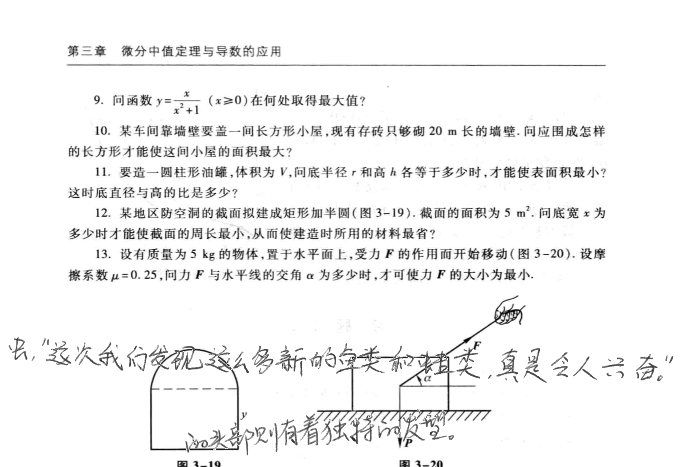 第三章 微分中值定理与导数的应用
9. 问函数 y=x/(x²+1) (x≥0)在何处取得最大值?
10. 某车间靠墙壁要盖一间长方形小屋,现有存砖只够砌 20 m 长的墙壁.问应围成怎样
的长方形才能使这间小屋的面积最大?
11. 要造一圆柱形油罐,体积为 V,问底半径 r 和高 h 各等于多少时,才能使表面积最小?
这时底直径与高的比是多少?
12. 某地区防空洞的截面拟建成矩形加半圆(图 3-19).截面的面积为 5 m².问底宽 x 为
多少时才能使截面的周长最小,从而使建造时所用的材料最省?
13. 设有质量为 5 kg 的物体,置于水平面上,受力 F 的作用而开始移动(图 3-20).设摩
擦系数 μ=0.25,问力 F 与水平线的交角 α 为多少时,才可使力 F 的大小为最小.
F
"这次我们发现这么多新的鱼类和蛙类,真是令人兴奋。"
α
y
头部则有着独特的发型。
P
图 3-19 图 3-20